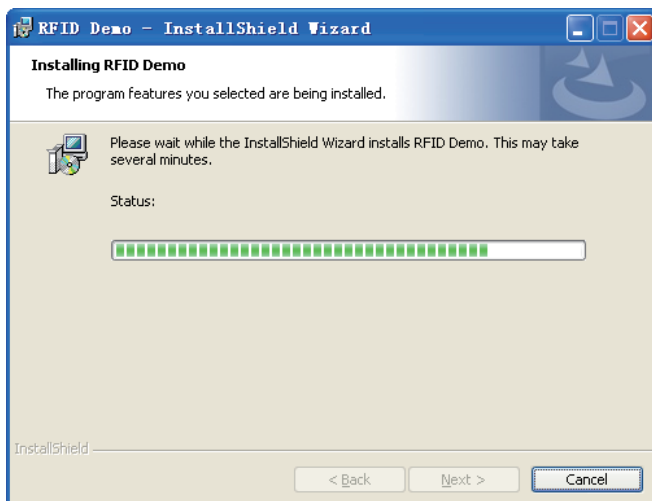 RFID Demo - InstallShield Wizard
Installing RFID Demo
The program features you selected are being installed.
Please wait while the InstallShield Wizard installs RFID Demo. This may take
several minutes.
Status:
InstallShield
< Back Next > Cancel